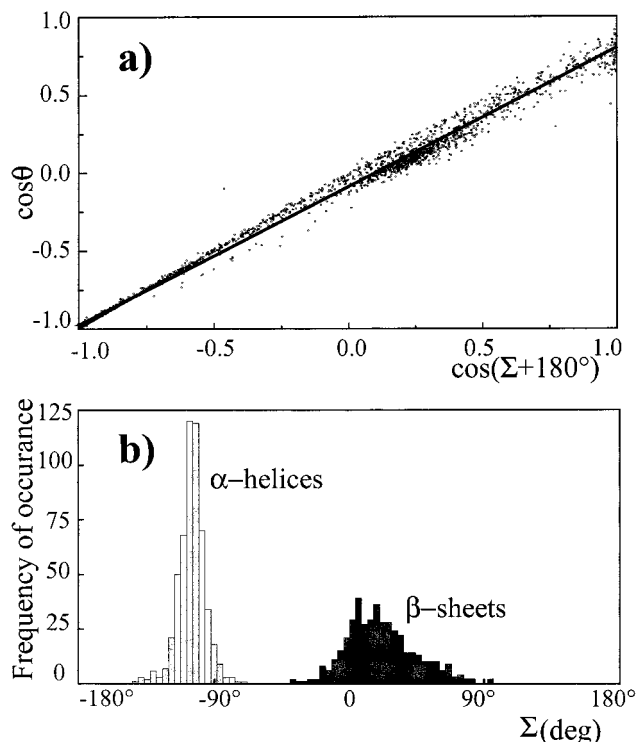 a)
1.0
0.5
0.0
-0.5
-1.0
cosθ
-1.0 -0.5 0.0 0.5 1.0
cos(Σ+180°)
b)
125
100
75
50
25
0
Frequency of occurance
α-helices
β-sheets
-180° -90° 0 90° 180°
Σ(deg)